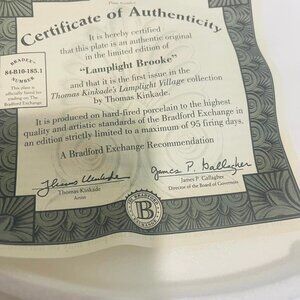 Certificate of Authenticity
BRADEX
84-B10-185.1
NUMBER
This plate is
officially listed for
trading on The
Bradford Exchange.
It is hereby certified
that this plate is an authentic original
in the limited edition of
"Lamplight Brooke"
and that it is the first issue in the
Thomas Kinkade's Lamplight Village collection
by Thomas Kinkade.
It is produced on hard-fired porcelain to the highest
quality and artistic standards of the Bradford Exchange in
an edition strictly limited to a maximum of 95 firing days.
A Bradford Exchange Recommendation
Thomas Kinkade
James P. Gallagher
Thomas Kinkade
Artist
James P. Gallagher
Director of the Board of Governors
B